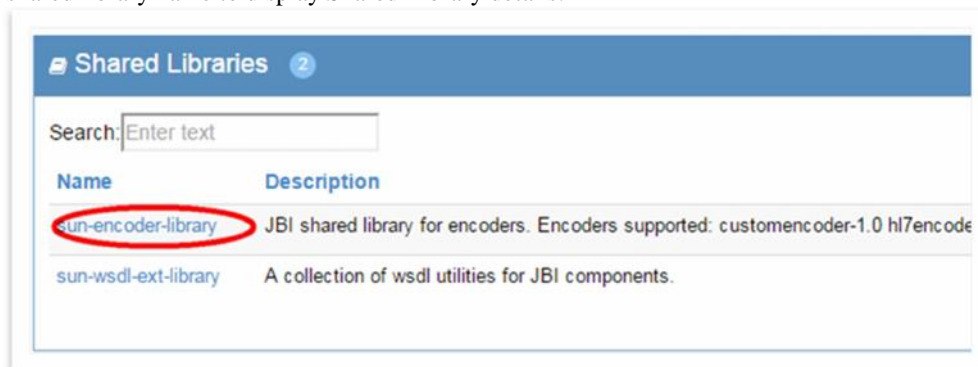 Shared Libraries 2
Search: Enter text
Name Description
sun-encoder-library JBI shared library for encoders. Encoders supported: customencoder-1.0 hl7encode
sun-wsdl-ext-library A collection of wsdl utilities for JBI components.